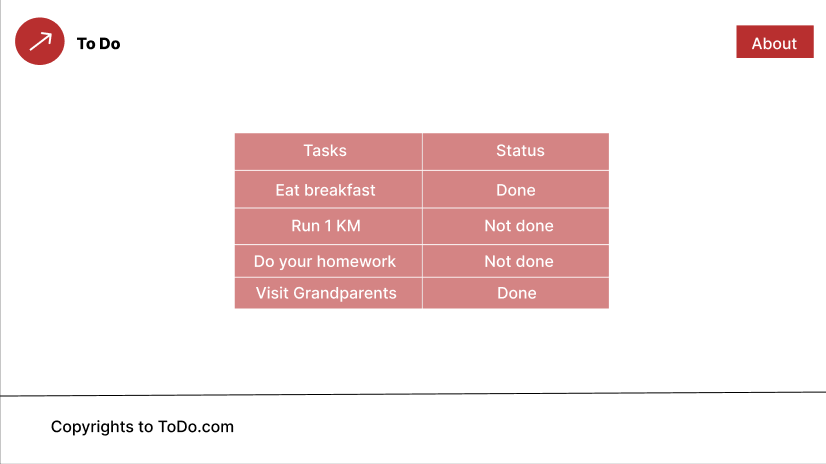 To Do
About
Tasks Status
Eat breakfast Done
Run 1 KM Not done
Do your homework Not done
Visit Grandparents Done
Copyrights to ToDo.com